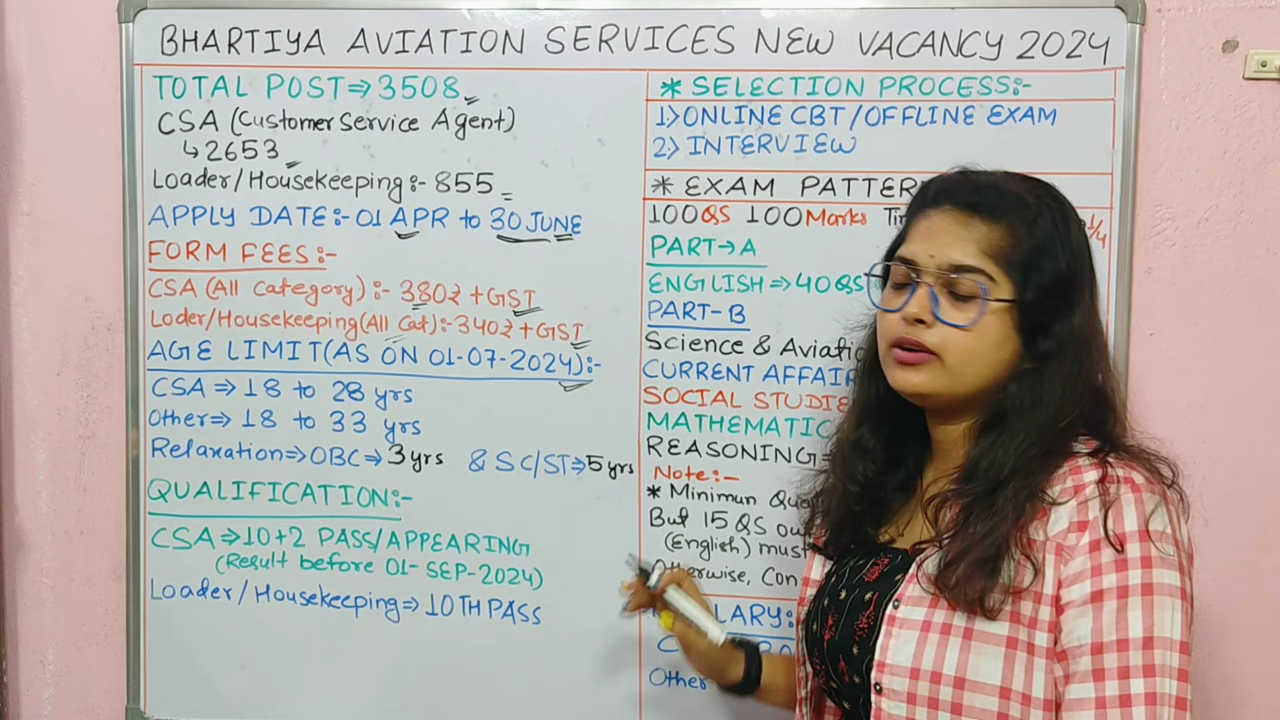 BHARTIYA AVIATION SERVICES NEW VACANCY 2024
TOTAL POST⇒3508
CSA (Customer Service Agent)
↳2653
Loader/Housekeeping:- 855
APPLY DATE:- 01 APR to 30 JUNE
FORM FEES:-
CSA (All Category):- 380₹ +GST
Loder/Housekeeping(All Cat):-340₹ +GST
AGE LIMIT(AS ON 01-07-2024):-
CSA ⇒ 18 to 28 yrs
Other⇒ 18 to 33 yrs
Relaxation⇒OBC⇒3yrs & SC/ST⇒5 yrs
QUALIFICATION:-
CSA⇒10+2 PASS/APPEARING
(Result before 01-SEP-2024)
Loader/Housekeeping⇒10TH PASS
* SELECTION PROCESS:-
1.⟩ ONLINE CBT/OFFLINE EXAM
2.⟩ INTERVIEW
* EXAM PATTER
100QS 100Marks 1/4
PART→A
ENGLISH⇒40QS
PART-B
Science &
CURRENT AFFAIR
SOCIAL STUDIE
MATHEMATIC
REASONING=
Note:-
* Minimun
But 15 QS
(English) must
Otherwise,
LARY:
Other